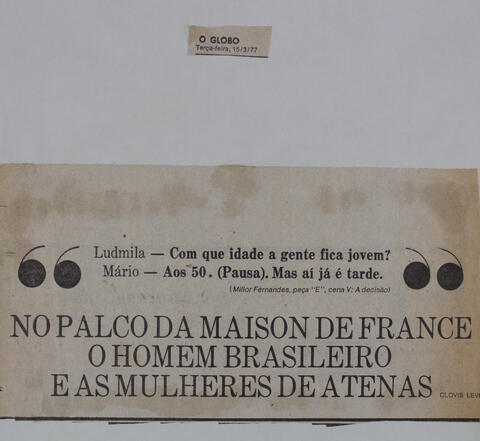 O GLOBO
Terça-feira, 15/3/77
Ludmila — Com que idade a gente fica jovem?
Mário — Aos 50. (Pausa). Mas aí já é tarde.
(Millor Fernandes, peça "E", cena V: A decisão)
NO PALCO DA MAISON DE FRANCE
O HOMEM BRASILEIRO
E AS MULHERES DE ATENAS
CLOVIS LEV